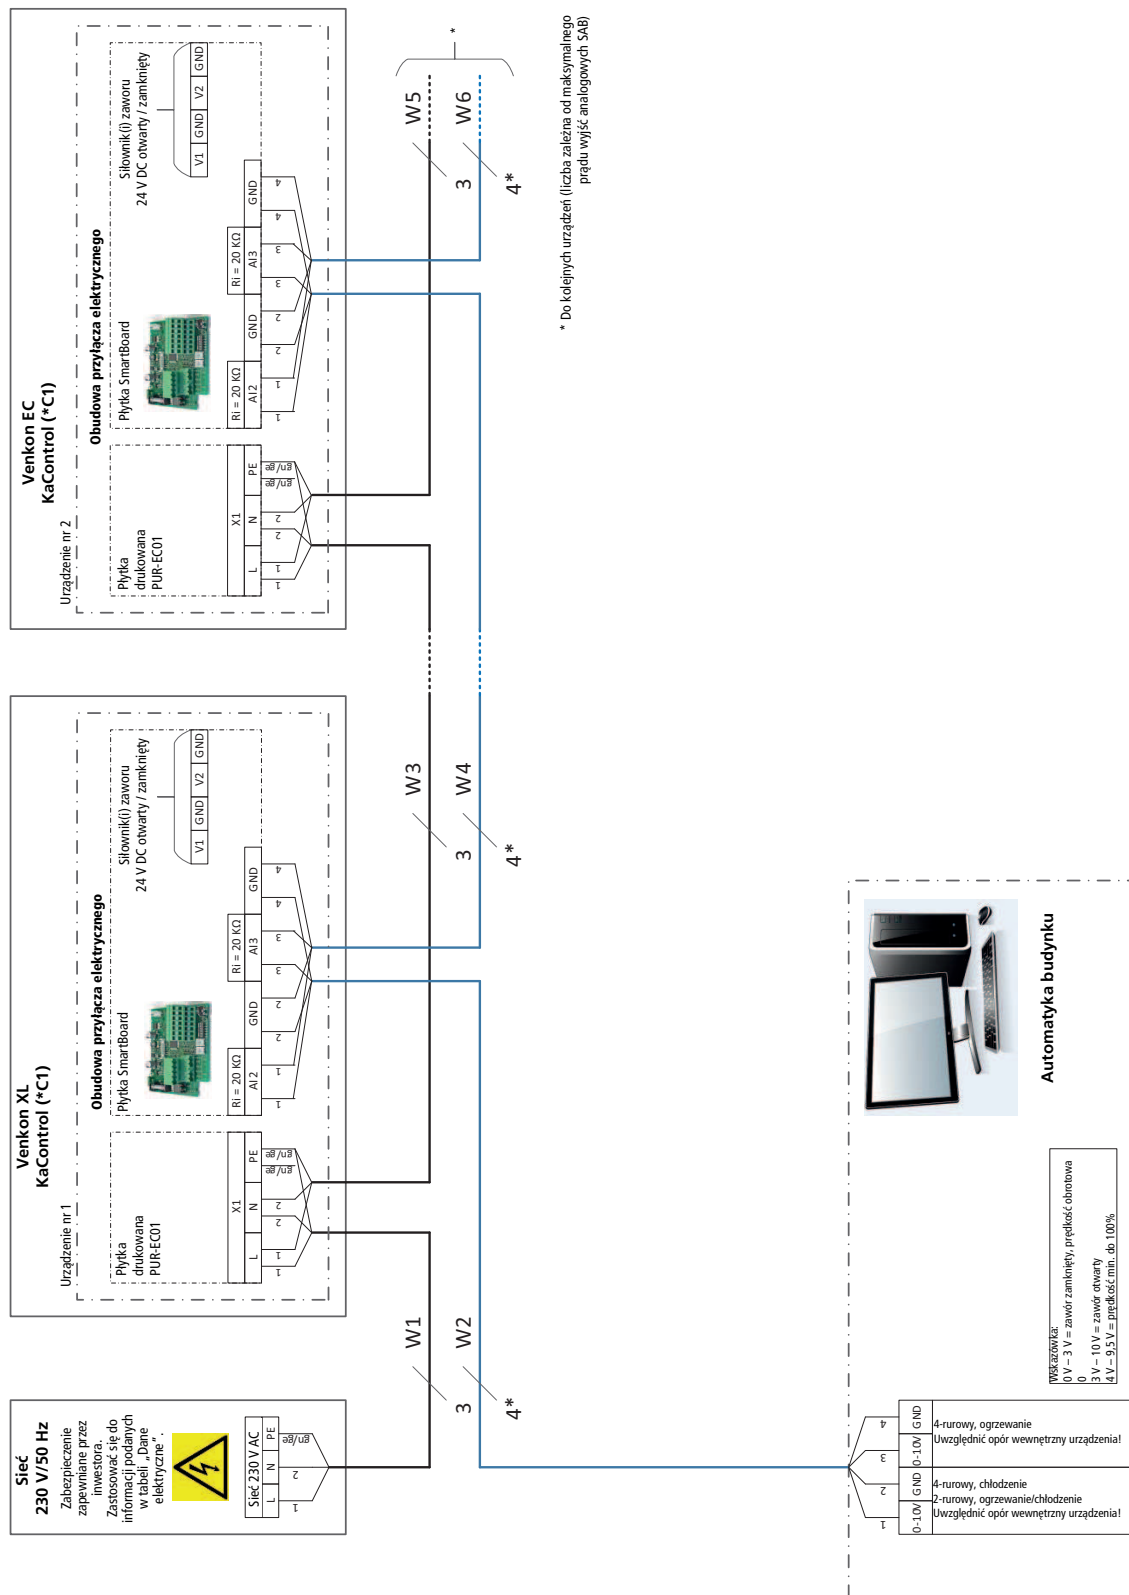 Sieć
230 V/50 Hz
Zabezpieczenie
zapewniane przez
inwestora.
Zastosować się do
informacji podanych
w tabeli „Dane
elektryczne”.
Sieć 230 V AC
L N PE
1 2 gn/ge
W1
3
W2
4*
Venkon XL
KaControl (*C1)
Urządzenie nr 1
Obudowa przyłącza elektrycznego
Płytka
drukowana
PUR-EC01
X1
L N PE
1 1 2 2 gn/ge gn/ge
Płytka SmartBoard
Ri = 20 KΩ Ri = 20 KΩ
AI2 GND AI3 GND
1 1 2 2 3 3 4 4
Siłownik(i) zaworu
24 V DC otwarty / zamknięty
V1 GND V2 GND
W3
3
W4
4*
Venkon EC
KaControl (*C1)
Urządzenie nr 2
Obudowa przyłącza elektrycznego
Płytka
drukowana
PUR-EC01
X1
L N PE
1 1 2 2 gn/ge gn/ge
Płytka SmartBoard
Ri = 20 KΩ Ri = 20 KΩ
AI2 GND AI3 GND
1 1 2 2 3 3 4 4
Siłownik(i) zaworu
24 V DC otwarty / zamknięty
V1 GND V2 GND
W5
3
W6
4*
*
* Do kolejnych urządzeń (liczba zależna od maksymalnego
prądu wyjść analogowych SAB)
1 2 3 4
0-10V GND 0-10V GND
4-rurowy, chłodzenie
2-rurowy, ogrzewanie/chłodzenie
Uwzględnić opór wewnętrzny urządzenia!
4-rurowy, ogrzewanie
Uwzględnić opór wewnętrzny urządzenia!
Wskazówka:
0 V – 3 V = zawór zamknięty, prędkość obrotowa
0
3 V – 10 V = zawór otwarty
4 V – 9,5 V = prędkość min. do 100%
Automatyka budynku